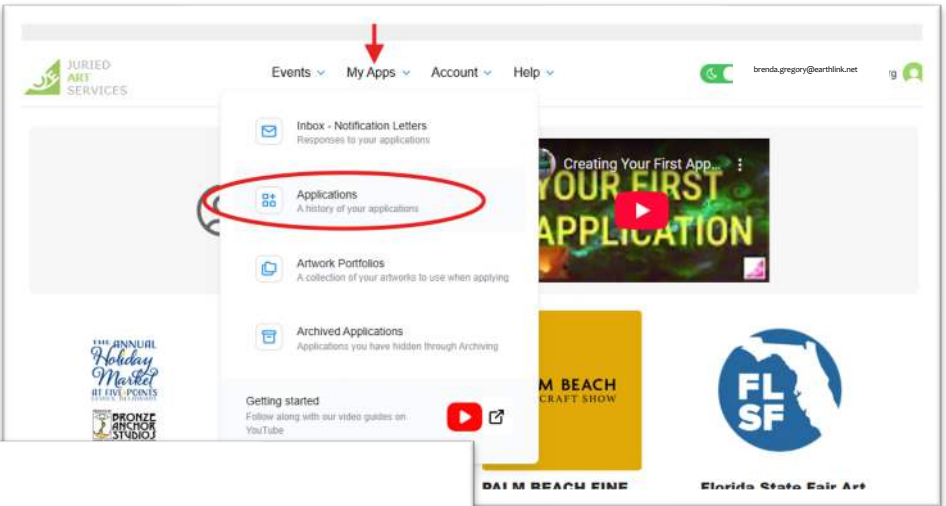 JURIED
ART
SERVICES
Events
My Apps
Account
Help
brenda.gregory@earthlink.net
rg
Inbox - Notification Letters
Responses to your applications
Applications
A history of your applications
Artwork Portfolios
A collection of your artworks to use when applying
Archived Applications
Applications you have hidden through Archiving
Getting started
Follow along with our video guides on
YouTube
Creating Your First App...
YOUR FIRST
APPLICATION
THE ANNUAL
Holiday
Market
AT FIVE-POINTS
BRONZE
ANCHOR
STUDIOS
M BEACH
CRAFT SHOW
FL
SF
PALM BEACH FINE
Florida State Fair Art